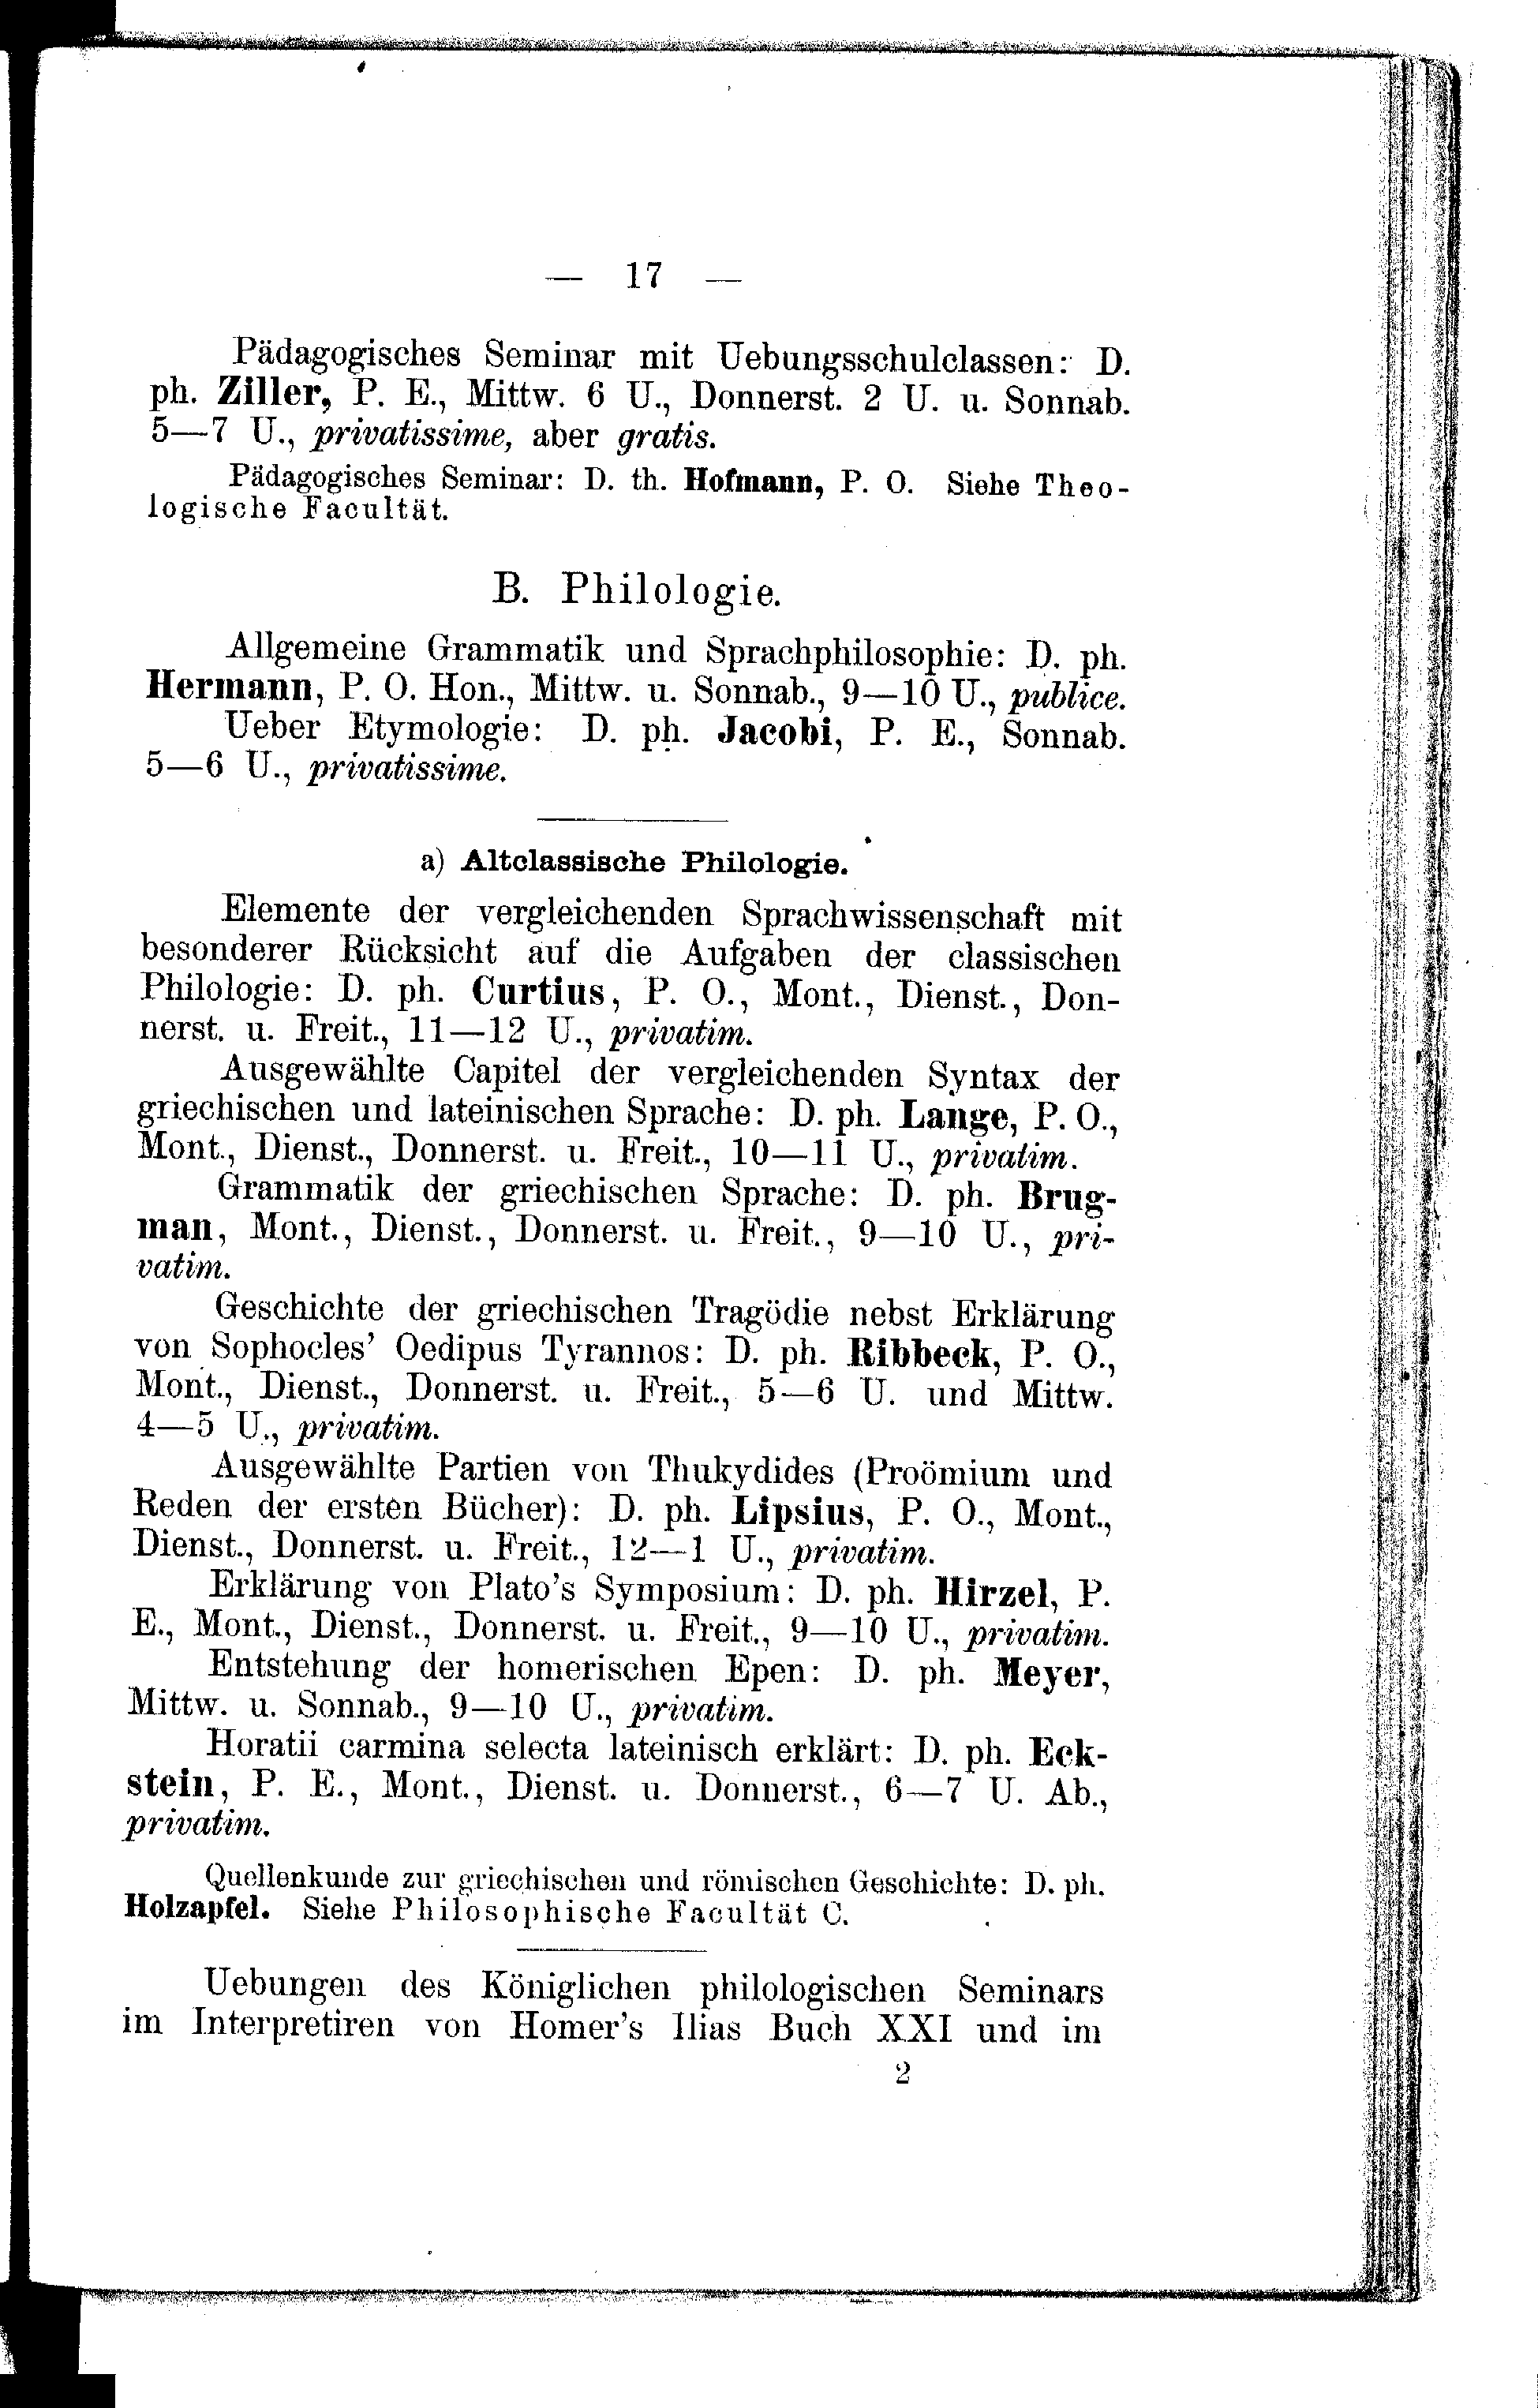 — 17 —
Pädagogisches Seminar mit Uebungsschulclassen: D.
ph. Ziller, P. E., Mittw. 6 U., Donnerst. 2 U. u. Sonnab.
5—7 U., privatissime, aber gratis.
Pädagogisches Seminar: D. th. Hofmann, P. O. Siehe Theo-
logische Facultät.
B. Philologie.
Allgemeine Grammatik und Sprachphilosophie: D. ph.
Hermann, P. O. Hon., Mittw. u. Sonnab., 9—10 U., publice.
Ueber Etymologie: D. ph. Jacobi, P. E., Sonnab.
5—6 U., privatissime.
a) Altclassische Philologie.
Elemente der vergleichenden Sprachwissenschaft mit
besonderer Rücksicht auf die Aufgaben der classischen
Philologie: D. ph. Curtius, P. O., Mont., Dienst., Don-
nerst. u. Freit., 11—12 U., privatim.
Ausgewählte Capitel der vergleichenden Syntax der
griechischen und lateinischen Sprache: D. ph. Lange, P. O.,
Mont., Dienst., Donnerst. u. Freit., 10—11 U., privatim.
Grammatik der griechischen Sprache: D. ph. Brug-
man, Mont., Dienst., Donnerst. u. Freit., 9—10 U., pri-
vatim.
Geschichte der griechischen Tragödie nebst Erklärung
von Sophocles' Oedipus Tyrannos: D. ph. Ribbeck, P. O.,
Mont., Dienst., Donnerst. u. Freit., 5—6 U. und Mittw.
4—5 U., privatim.
Ausgewählte Partien von Thukydides (Proömium und
Reden der ersten Bücher): D. ph. Lipsius, P. O., Mont.,
Dienst., Donnerst. u. Freit., 12—1 U., privatim.
Erklärung von Plato's Symposium: D. ph. Hirzel, P.
E., Mont., Dienst., Donnerst. u. Freit., 9—10 U., privatim.
Entstehung der homerischen Epen: D. ph. Meyer,
Mittw. u. Sonnab., 9—10 U., privatim.
Horatii carmina selecta lateinisch erklärt: D. ph. Eck-
stein, P. E., Mont., Dienst. u. Donnerst., 6—7 U. Ab.,
privatim.
Quellenkunde zur griechischen und römischen Geschichte: D. ph.
Holzapfel. Siehe Philosophische Facultät C.
Uebungen des Königlichen philologischen Seminars
im Interpretiren von Homer's Ilias Buch XXI und im
2